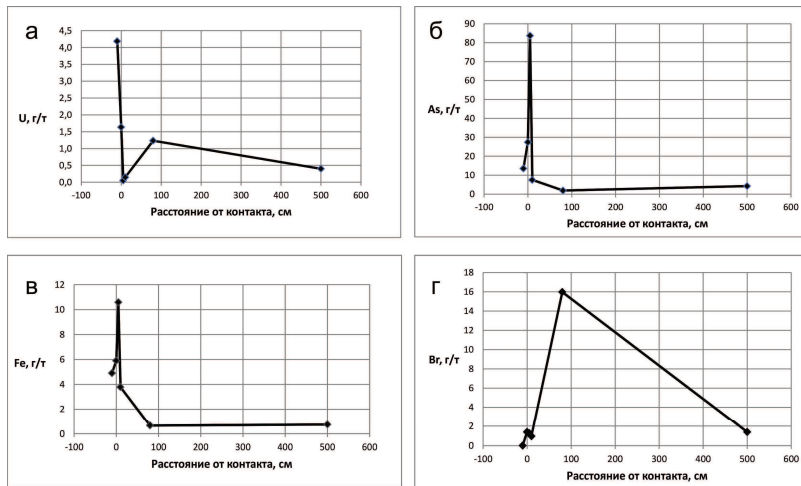 а
4,5
4,0
3,5
3,0
2,5
2,0
1,5
1,0
0,5
0,0
U, г/т
-100 0 100 200 300 400 500 600
Расстояние от контакта, см
б
90
80
70
60
50
40
30
20
10
0
As, г/т
-100 0 100 200 300 400 500 600
Расстояние от контакта, см
в
12
10
8
6
4
2
0
Fe, г/т
-100 0 100 200 300 400 500 600
Расстояние от контакта, см
г
18
16
14
12
10
8
6
4
2
0
Br, г/т
-100 0 100 200 300 400 500 600
Расстояние от контакта, см